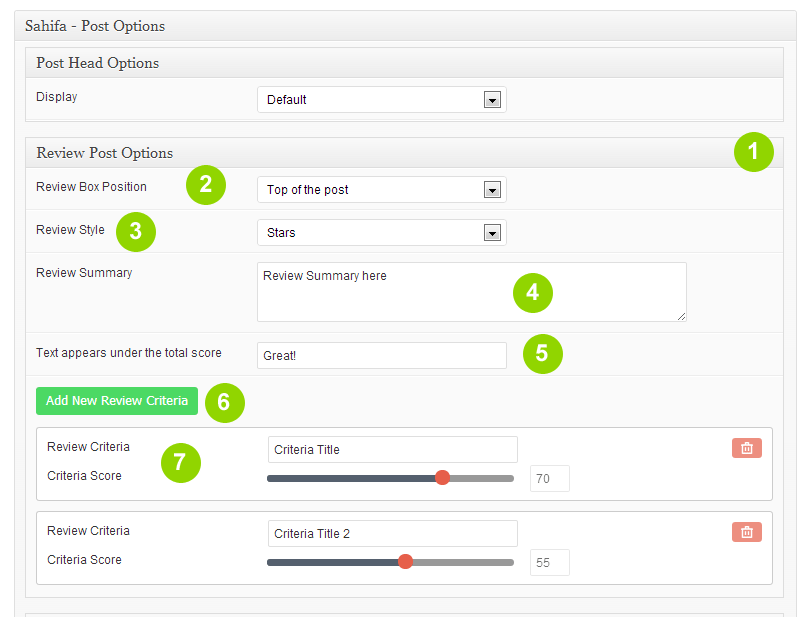 Sahifa - Post Options
Post Head Options
Display Default
Review Post Options 1
Review Box Position 2 Top of the post
Review Style 3 Stars
Review Summary Review Summary here 4
Text appears under the total score Great! 5
Add New Review Criteria 6
Review Criteria Criteria Title
7
Criteria Score 70
Review Criteria Criteria Title 2
Criteria Score 55